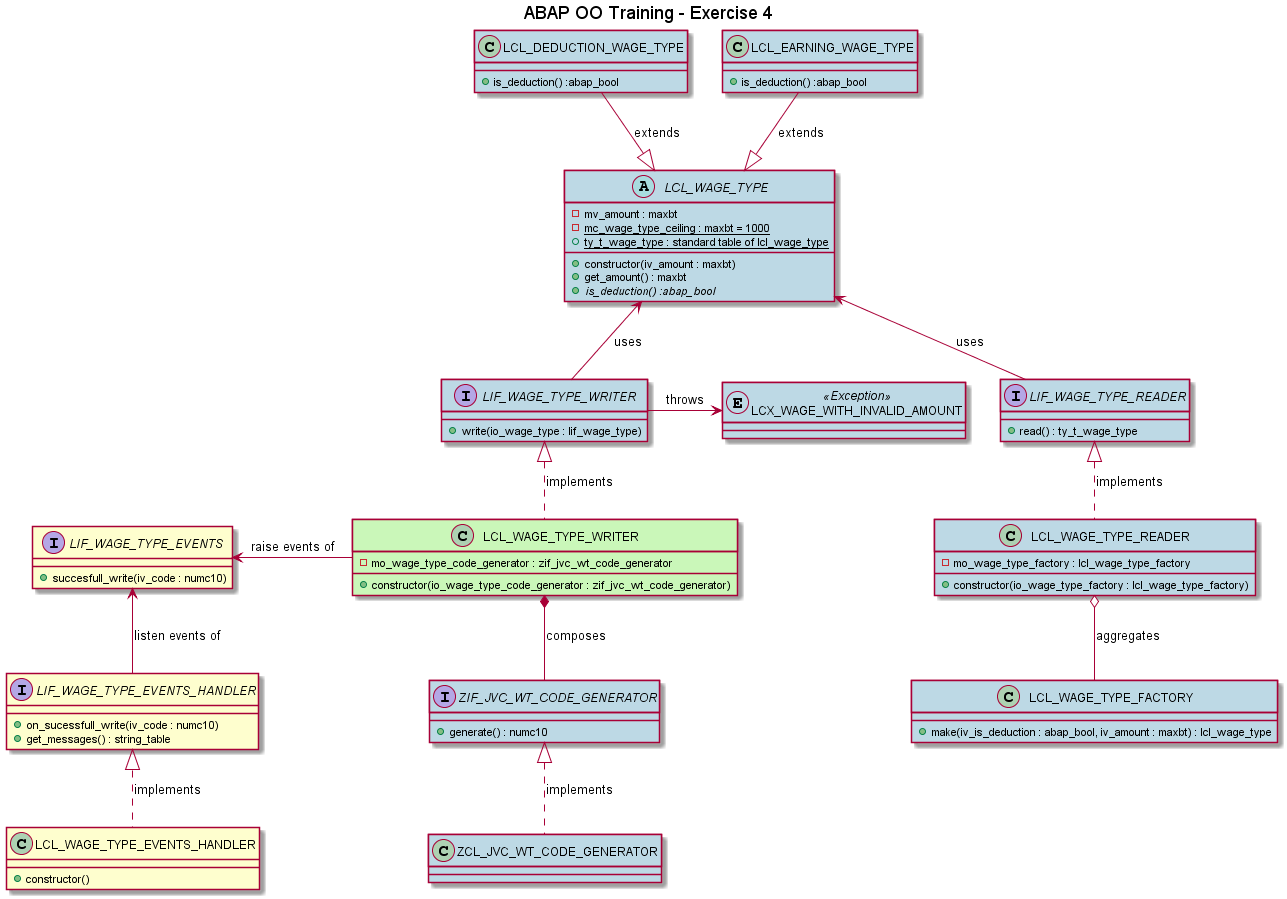 ABAP OO Training - Exercise 4
C LCL_DEDUCTION_WAGE_TYPE
is_deduction() :abap_bool
C LCL_EARNING_WAGE_TYPE
is_deduction() :abap_bool
extends
extends
A LCL_WAGE_TYPE
mv_amount : maxbt
mc_wage_type_ceiling : maxbt = 1000
ty_t_wage_type : standard table of lcl_wage_type
constructor(iv_amount : maxbt)
get_amount() : maxbt
is_deduction() :abap_bool
uses
uses
I LIF_WAGE_TYPE_WRITER
write(io_wage_type : lif_wage_type)
throws
E «Exception»
LCX_WAGE_WITH_INVALID_AMOUNT
I LIF_WAGE_TYPE_READER
read() : ty_t_wage_type
implements
implements
I LIF_WAGE_TYPE_EVENTS
succesfull_write(iv_code : numc10)
raise events of
C LCL_WAGE_TYPE_WRITER
mo_wage_type_code_generator : zif_jvc_wt_code_generator
constructor(io_wage_type_code_generator : zif_jvc_wt_code_generator)
C LCL_WAGE_TYPE_READER
mo_wage_type_factory : lcl_wage_type_factory
constructor(io_wage_type_factory : lcl_wage_type_factory)
listen events of
composes
aggregates
I LIF_WAGE_TYPE_EVENTS_HANDLER
on_sucessfull_write(iv_code : numc10)
get_messages() : string_table
I ZIF_JVC_WT_CODE_GENERATOR
generate() : numc10
C LCL_WAGE_TYPE_FACTORY
make(iv_is_deduction : abap_bool, iv_amount : maxbt) : lcl_wage_type
implements
implements
C LCL_WAGE_TYPE_EVENTS_HANDLER
constructor()
C ZCL_JVC_WT_CODE_GENERATOR